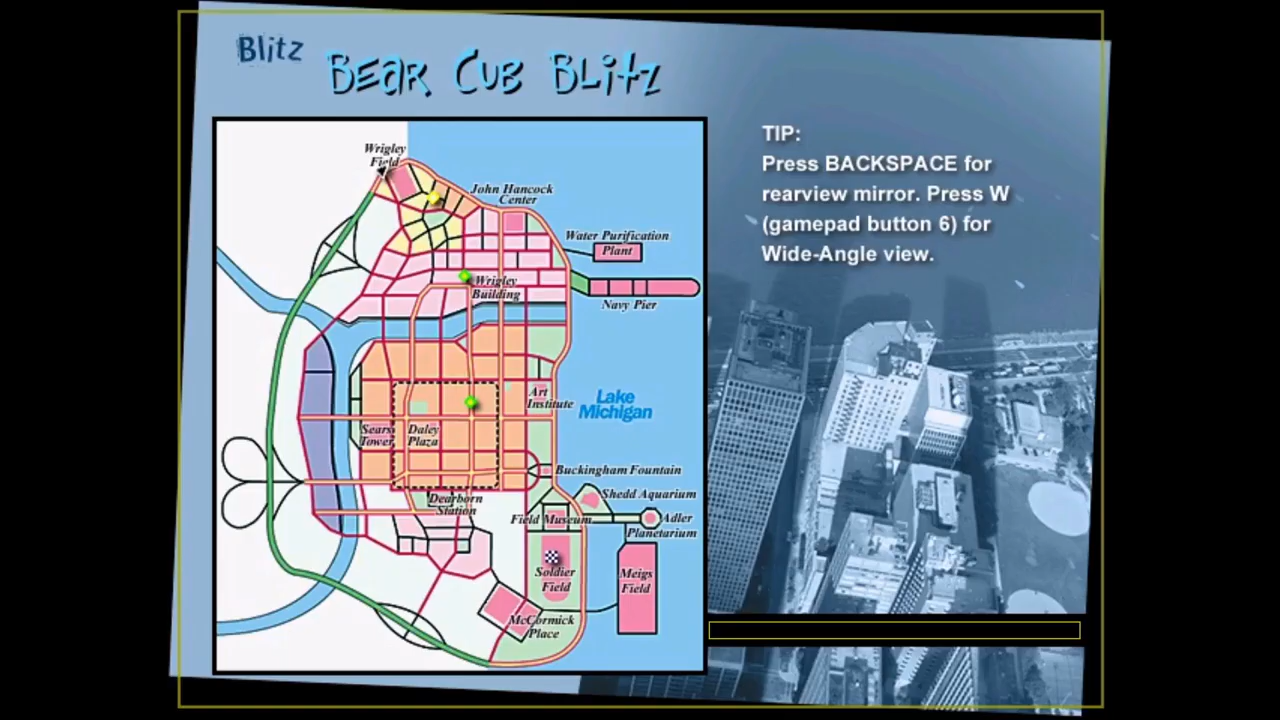 Blitz
Bear Cub Blitz
TIP:
Press BACKSPACE for
rearview mirror. Press W
(gamepad button 6) for
Wide-Angle view.
Wrigley
Field
John Hancock
Center
Water Purification
Plant
Wrigley
Building
Navy Pier
Art
Institute
Lake
Michigan
Sears
Tower
Daley
Plaza
Buckingham Fountain
Dearborn
Station
Shedd Aquarium
Field Museum
Adler
Planetarium
Soldier
Field
Meigs
Field
McCormick
Place